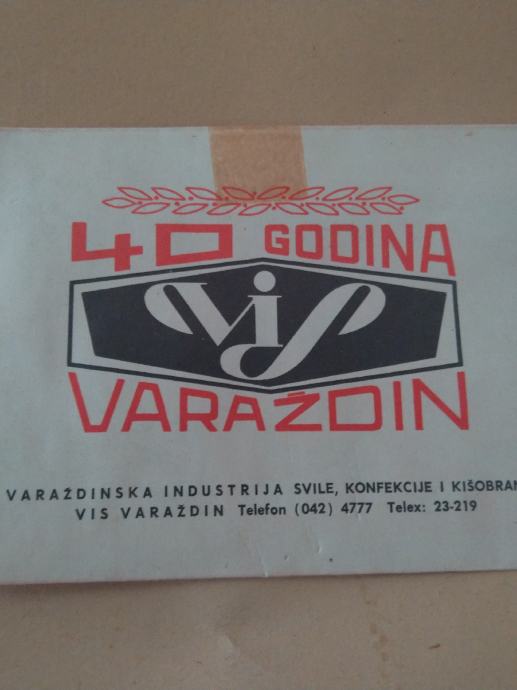 40 GODINA
ViS
VARAŽDIN
VARAŽDINSKA INDUSTRIJA SVILE, KONFEKCIJE I KIŠOBRAN
VIS VARAŽDIN Telefon (042) 4777 Telex: 23-219